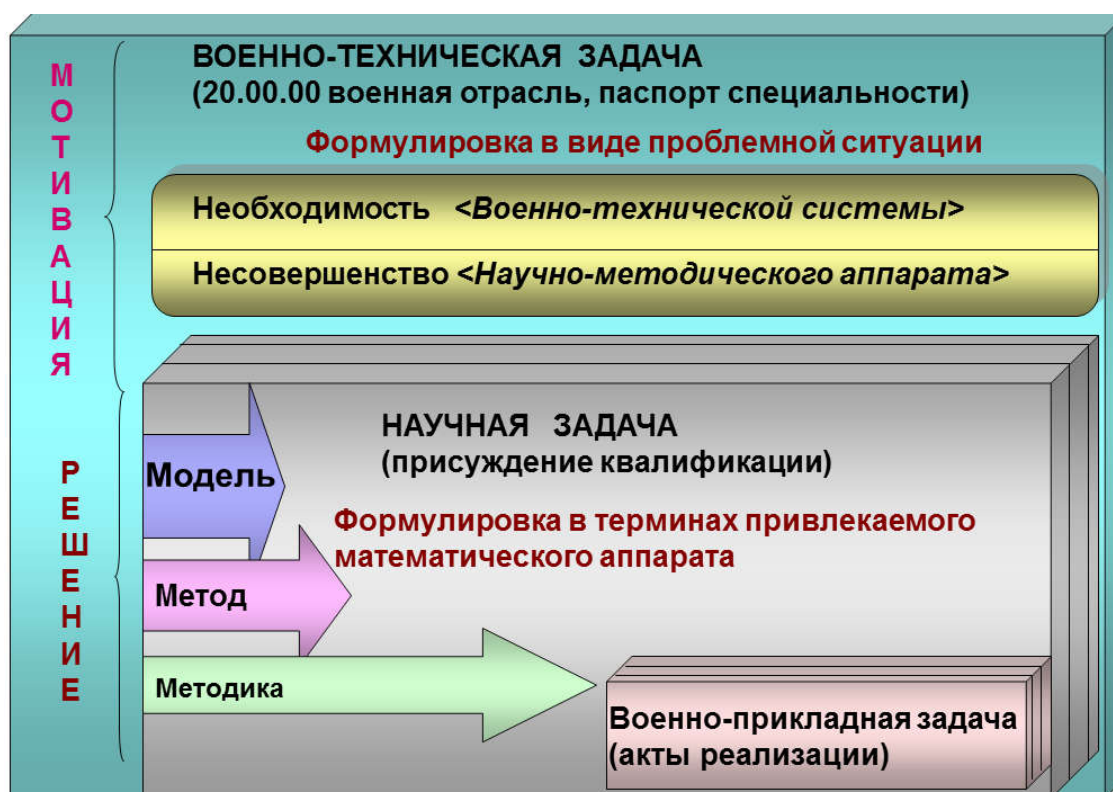 МОТИВАЦИЯ
ВОЕННО-ТЕХНИЧЕСКАЯ ЗАДАЧА
(20.00.00 военная отрасль, паспорт специальности)
Формулировка в виде проблемной ситуации
Необходимость <Военно-технической системы>
Несовершенство <Научно-методического аппарата>
РЕШЕНИЕ
НАУЧНАЯ ЗАДАЧА
(присуждение квалификации)
Модель
Формулировка в терминах привлекаемого
математического аппарата
Метод
Методика
Военно-прикладная задача
(акты реализации)